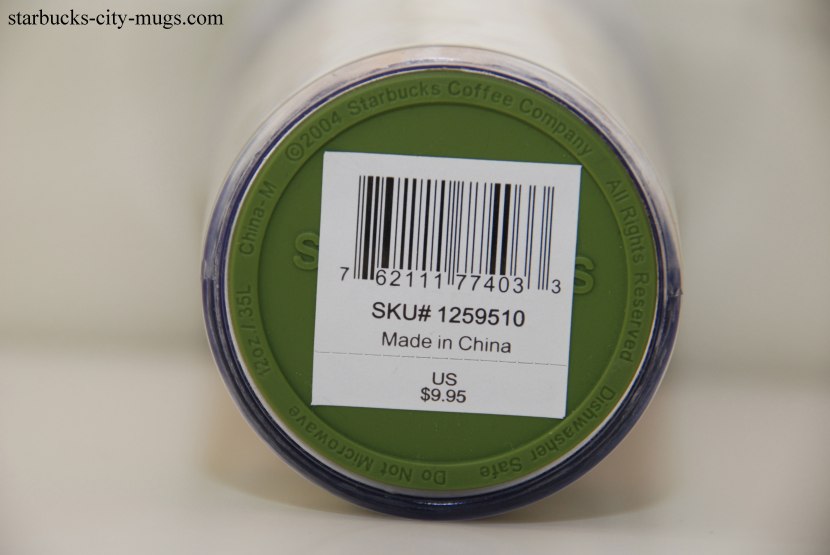 starbucks-city-mugs.com
©2004 Starbucks Coffee Company
All Rights Reserved
Dishwasher Safe
Do Not Microwave
12oz / .35L
China- M
S S
7 62111 77403 3
SKU# 1259510
Made in China
US
$9.95